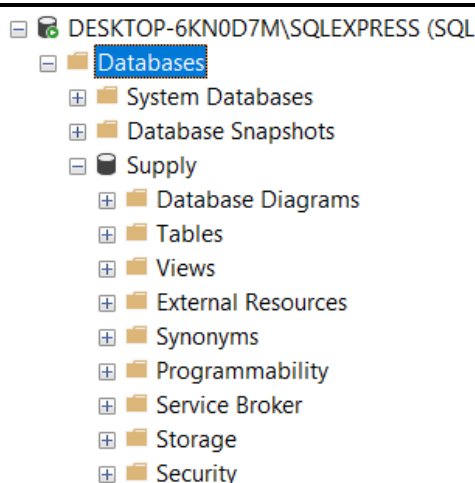 DESKTOP-6KN0D7M\SQLEXPRESS (SQL
Databases
System Databases
Database Snapshots
Supply
Database Diagrams
Tables
Views
External Resources
Synonyms
Programmability
Service Broker
Storage
Security